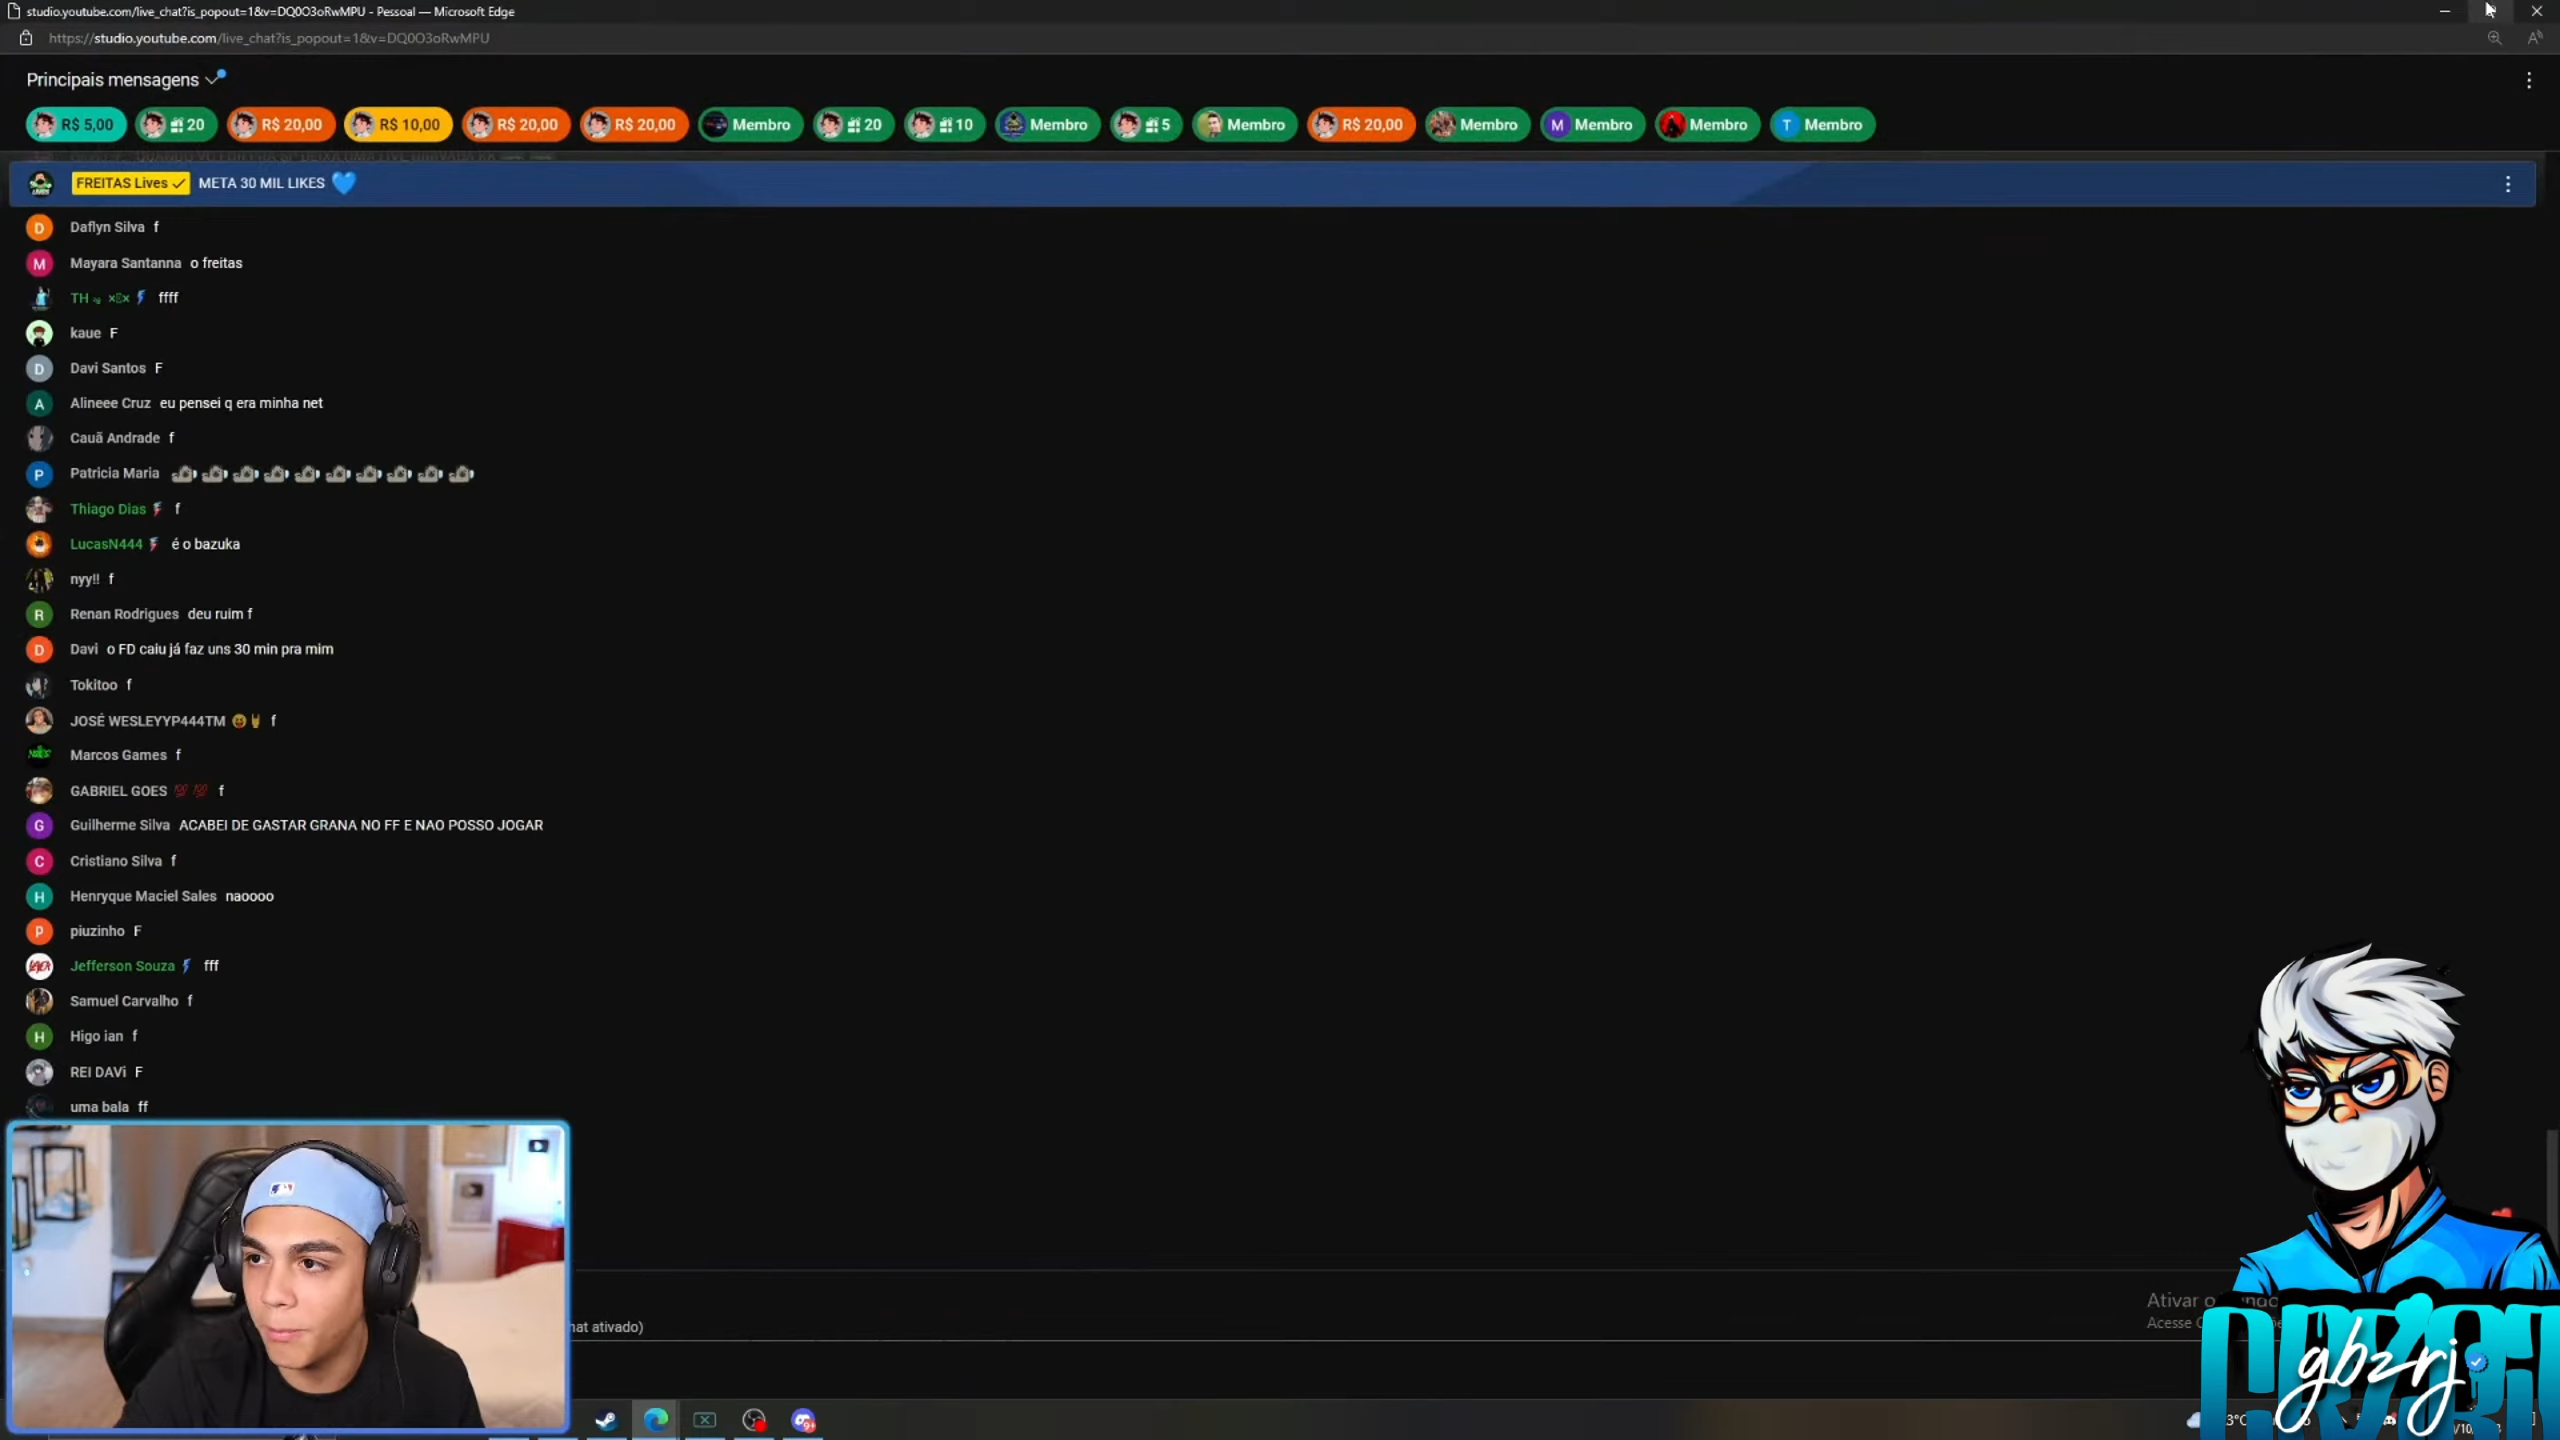 studio.youtube.com/live_chat?is_popout=1&v=DQ0O3oRwMPU - Pessoal — Microsoft Edge
https://studio.youtube.com/live_chat?is_popout=1&v=DQ0O3oRwMPU
Principais mensagens
R$ 5,00 20 R$ 20,00 R$ 10,00 R$ 20,00 R$ 20,00 Membro 20 10 Membro 5 Membro R$ 20,00 Membro M Membro Membro T Membro
FREITAS Lives META 30 MIL LIKES 💙
D Daflyn Silva f
M Mayara Santanna o freitas
TH ffff
kaue F
D Davi Santos F
A Alineee Cruz eu pensei q era minha net
Cauã Andrade f
P Patricia Maria
Thiago Dias f
LucasN444 é o bazuka
nyy!! f
R Renan Rodrigues deu ruim f
D Davi o FD caiu já faz uns 30 min pra mim
Tokitoo f
JOSÉ WESLEYYP444TM f
Marcos Games f
GABRIEL GOES 💯 💯 f
G Guilherme Silva ACABEI DE GASTAR GRANA NO FF E NAO POSSO JOGAR
C Cristiano Silva f
H Henryque Maciel Sales naoooo
P piuzinho F
Jefferson Souza fff
Samuel Carvalho f
H Higo ian f
REI DAVi F
uma bala ff
hat ativado)
Ativar o
Acesse
gbzrj